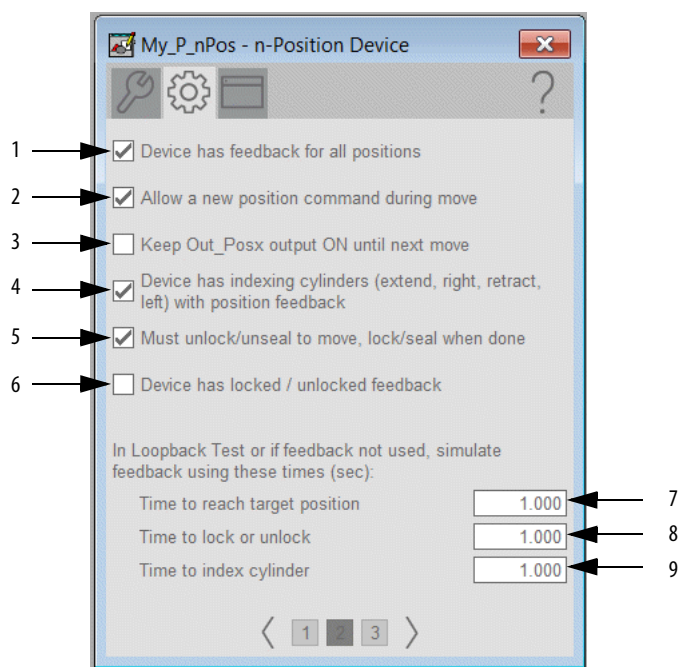 My_P_nPos - n-Position Device
?
1 Device has feedback for all positions
2 Allow a new position command during move
3 Keep Out_Posx output ON until next move
4 Device has indexing cylinders (extend, right, retract,
left) with position feedback
5 Must unlock/unseal to move, lock/seal when done
6 Device has locked / unlocked feedback
In Loopback Test or if feedback not used, simulate
feedback using these times (sec):
Time to reach target position 1.000 7
Time to lock or unlock 1.000 8
Time to index cylinder 1.000 9
1 2 3